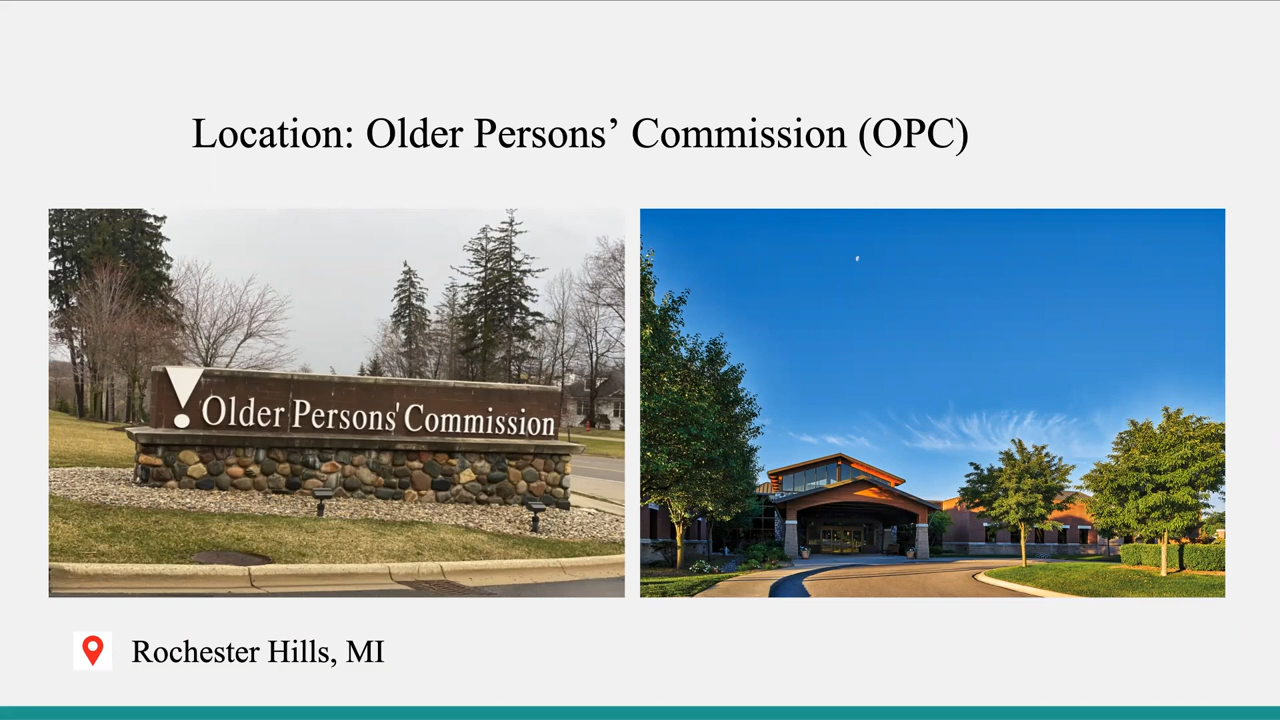 Location: Older Persons’ Commission (OPC)
Older Persons' Commission
Rochester Hills, MI